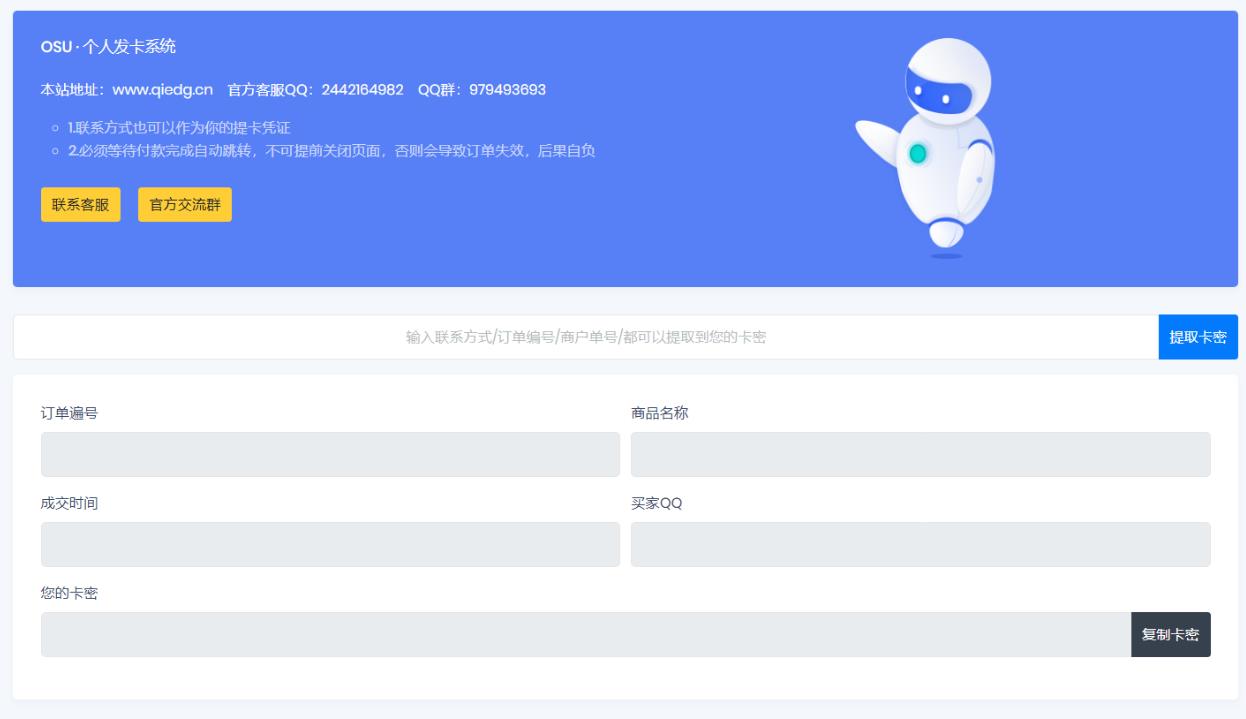 OSU · 个人发卡系统
本站地址：www.qiedg.cn 官方客服QQ：2442164982 QQ群：979493693
1.联系方式也可以作为你的提卡凭证
2.必须等待付款完成自动跳转，不可提前关闭页面，否则会导致订单失效，后果自负
联系客服 官方交流群
输入联系方式/订单编号/商户单号/都可以提取到您的卡密 提取卡密
订单遍号 商品名称
成交时间 买家QQ
您的卡密
复制卡密